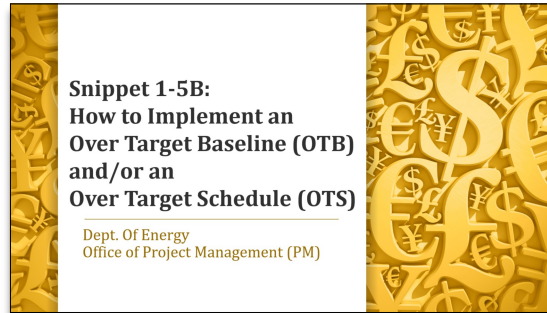 Snippet 1-5B:
How to Implement an
Over Target Baseline (OTB)
and/or an
Over Target Schedule (OTS)
Dept. Of Energy
Office of Project Management (PM)